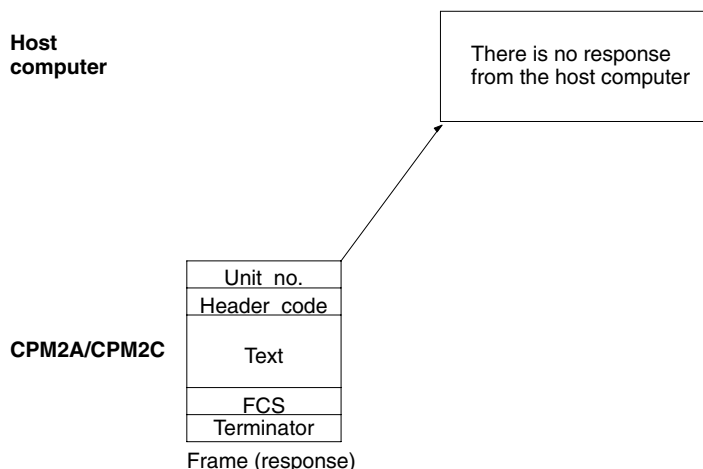 Host
computer
There is no response
from the host computer
Unit no.
Header code
CPM2A/CPM2C
Text
FCS
Terminator
Frame (response)